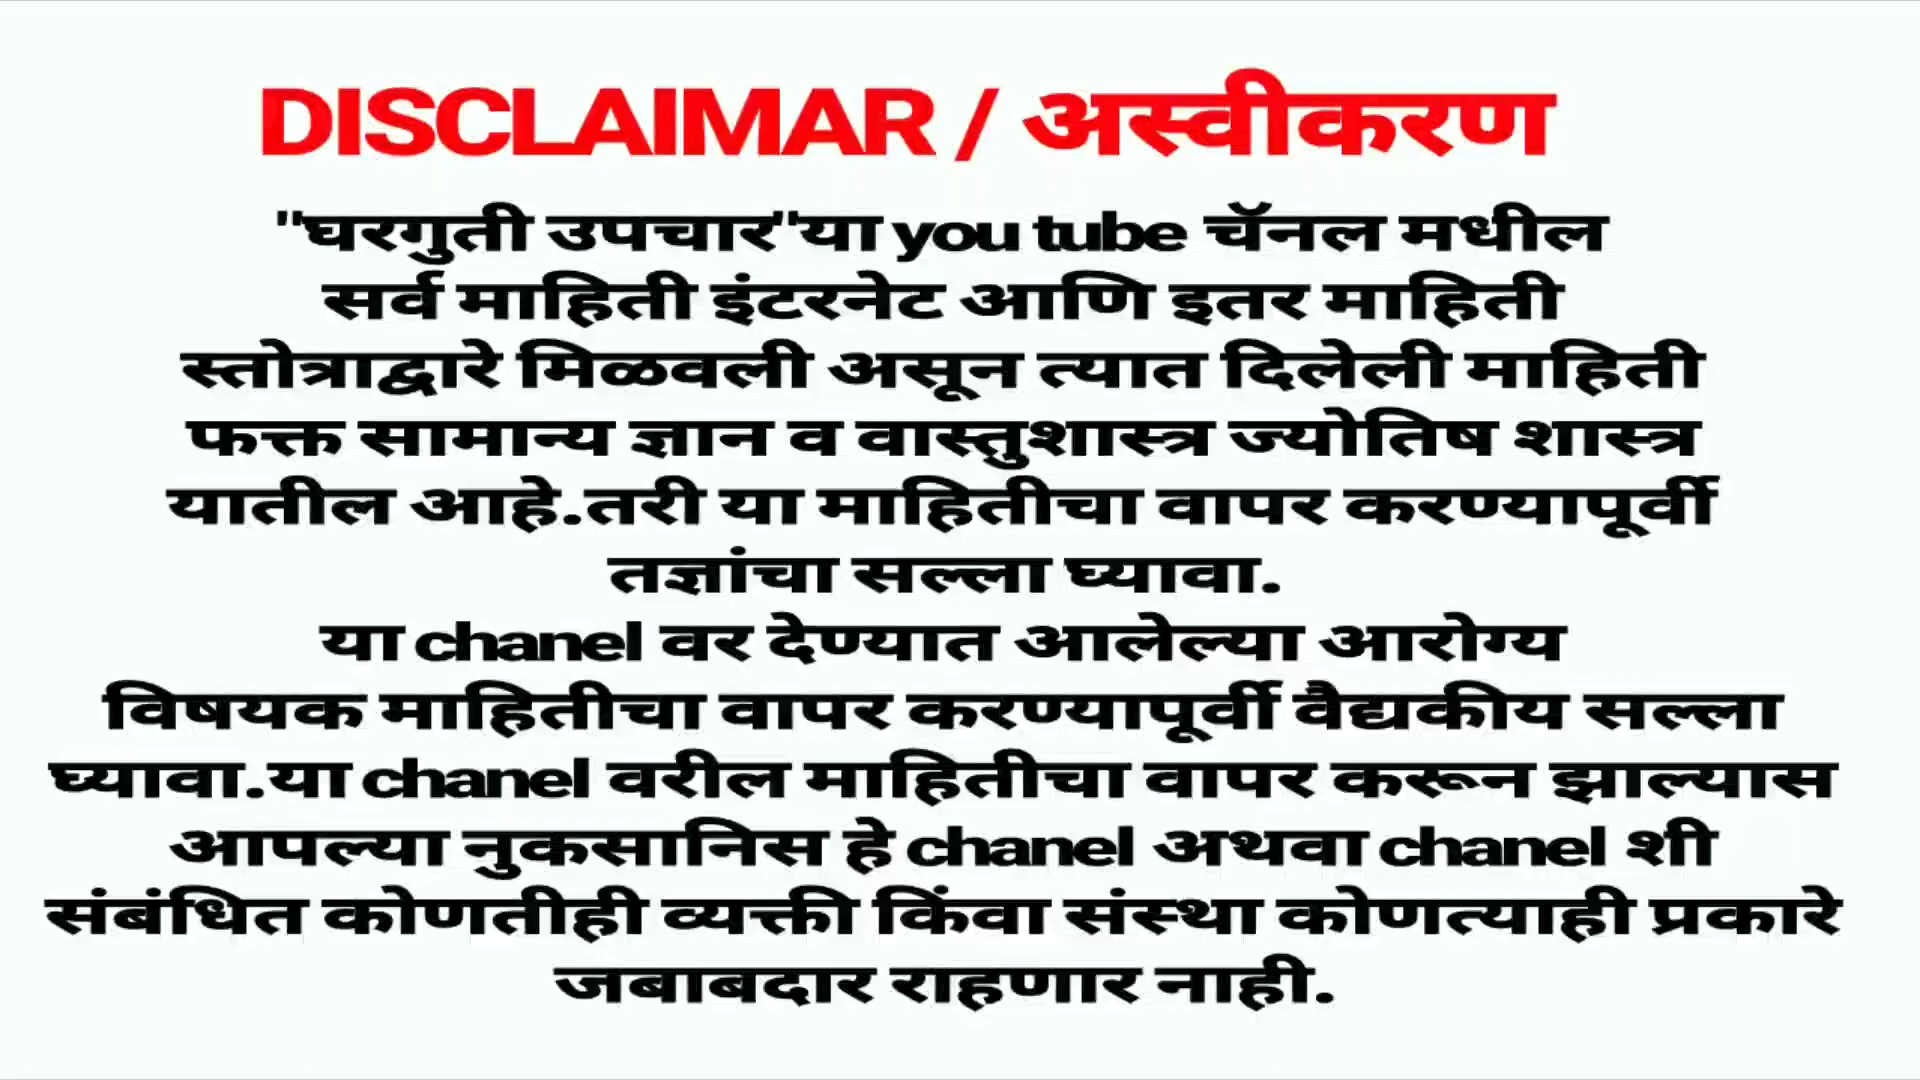 DISCLAIMAR / अस्वीकरण
"घरगुती उपचार"या you tube चॅनल मधील
सर्व माहिती इंटरनेट आणि इतर माहिती
स्तोत्राद्वारे मिळवली असून त्यात दिलेली माहिती
फक्त सामान्य ज्ञान व वास्तुशास्त्र ज्योतिष शास्त्र
यातील आहे.तरी या माहितीचा वापर करण्यापूर्वी
तज्ञांचा सल्ला घ्यावा.
या chanel वर देण्यात आलेल्या आरोग्य
विषयक माहितीचा वापर करण्यापूर्वी वैद्यकीय सल्ला
घ्यावा.या chanel वरील माहितीचा वापर करून झाल्यास
आपल्या नुकसानिस हे chanel अथवा chanel शी
संबंधित कोणतीही व्यक्ती किंवा संस्था कोणत्याही प्रकारे
जबाबदार राहणार नाही.